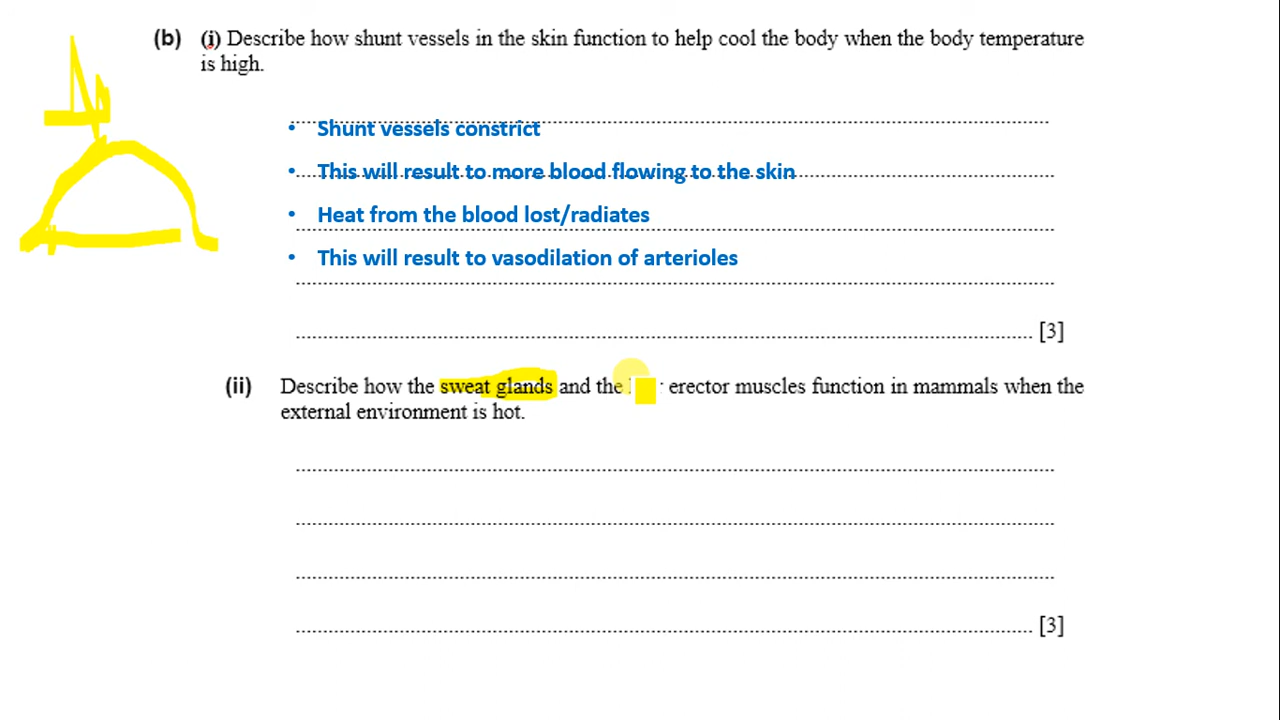 (b) (i) Describe how shunt vessels in the skin function to help cool the body when the body temperature
is high.
• Shunt vessels constrict
• This will result to more blood flowing to the skin
• Heat from the blood lost/radiates
• This will result to vasodilation of arterioles
[3]
(ii) Describe how the sweat glands and the erector muscles function in mammals when the
external environment is hot.
[3]